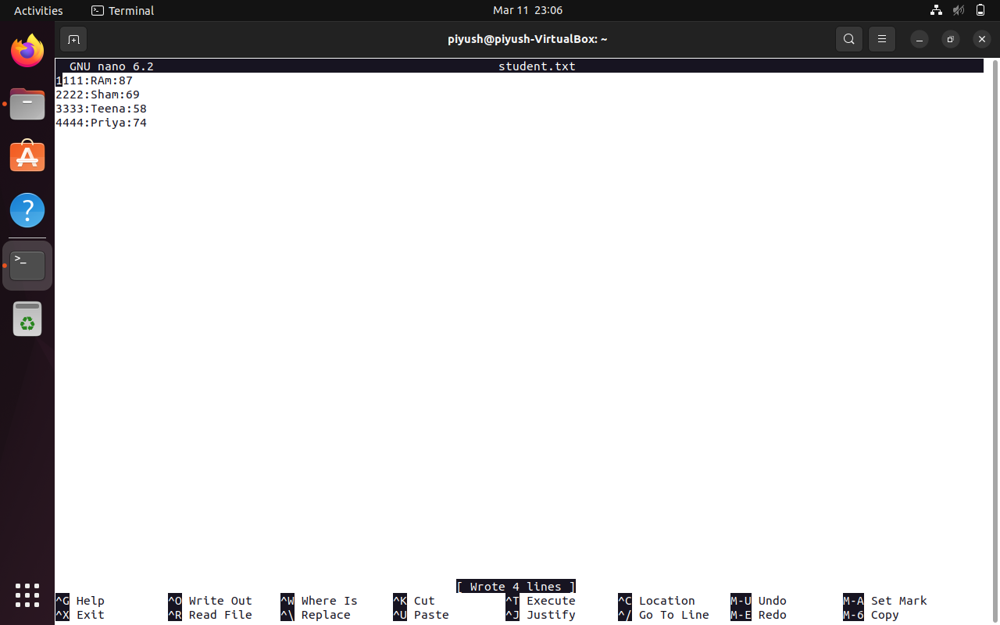 Activities Terminal Mar 11 23:06
piyush@piyush-VirtualBox: ~
GNU nano 6.2 student.txt
1111:RAm:87
2222:Sham:69
3333:Teena:58
4444:Priya:74
[ Wrote 4 lines ]
^G Help ^O Write Out ^W Where Is ^K Cut ^T Execute ^C Location M-U Undo M-A Set Mark
^X Exit ^R Read File ^\ Replace ^U Paste ^J Justify ^/ Go To Line M-E Redo M-6 Copy